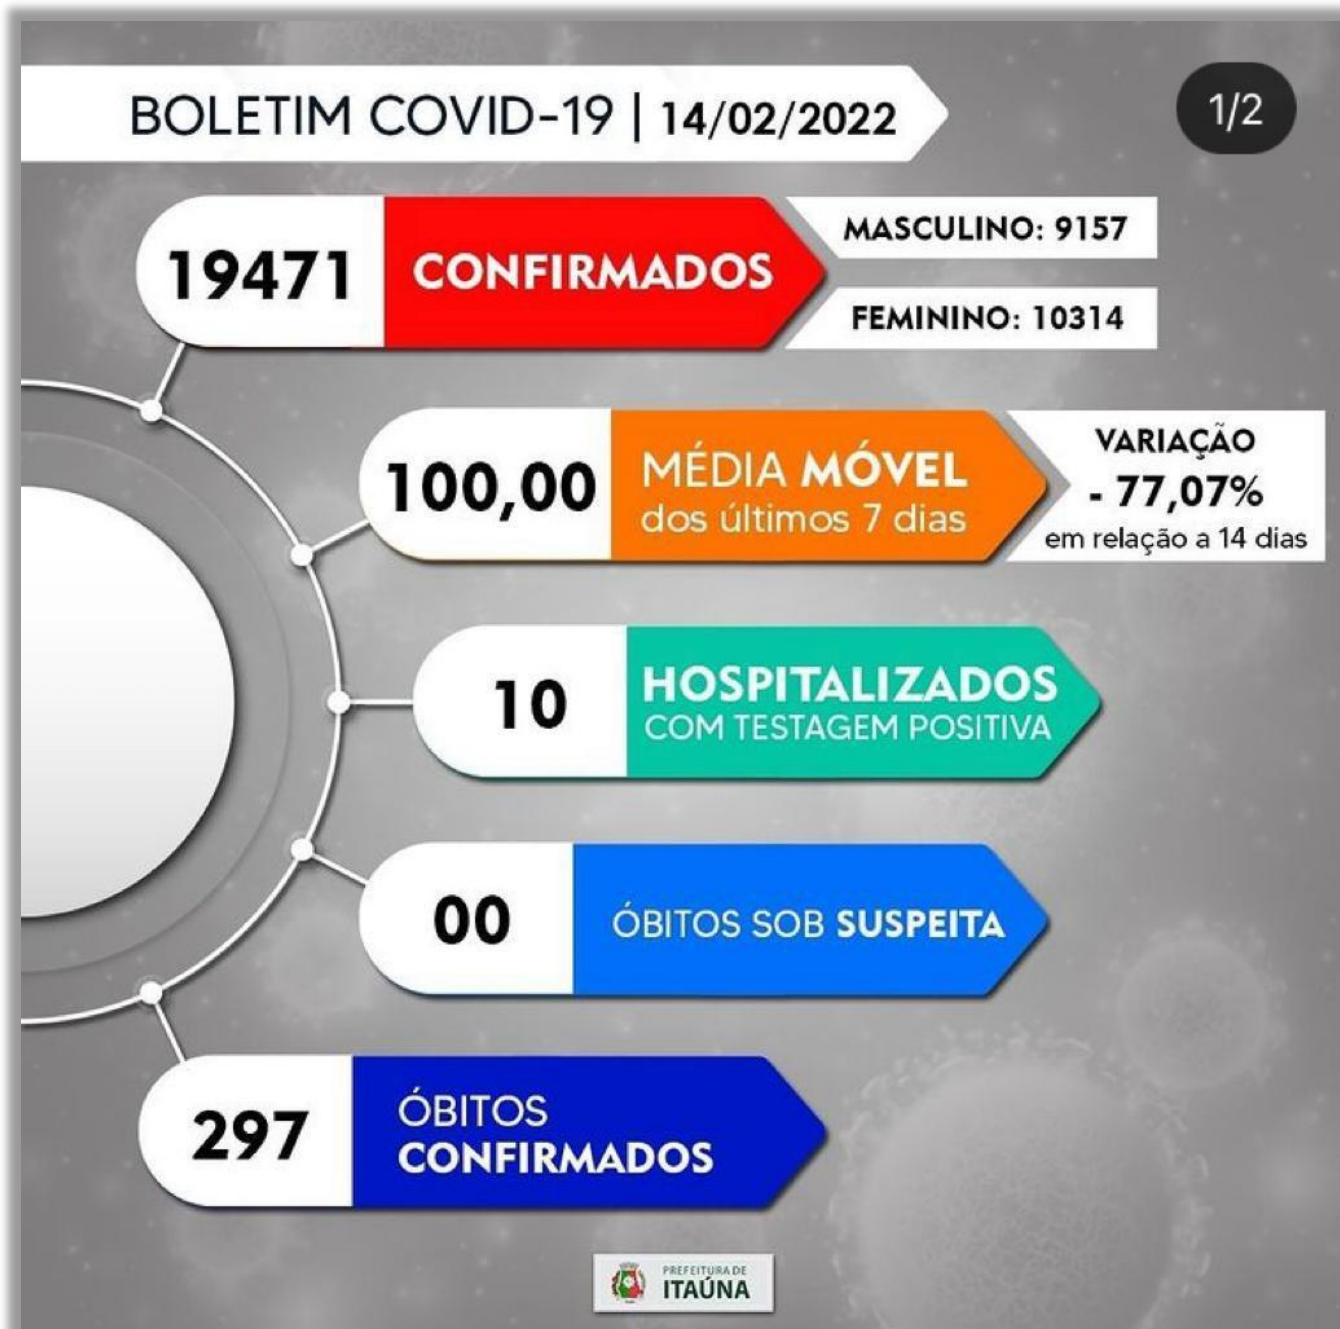 BOLETIM COVID-19 | 14/02/2022
1/2
19471
CONFIRMADOS
MASCULINO: 9157
FEMININO: 10314
100,00
MÉDIA MÓVEL
dos últimos 7 dias
VARIAÇÃO
- 77,07%
em relação a 14 dias
10
HOSPITALIZADOS
COM TESTAGEM POSITIVA
00
ÓBITOS SOB SUSPEITA
297
ÓBITOS
CONFIRMADOS
PREFEITURA DE
ITAÚNA